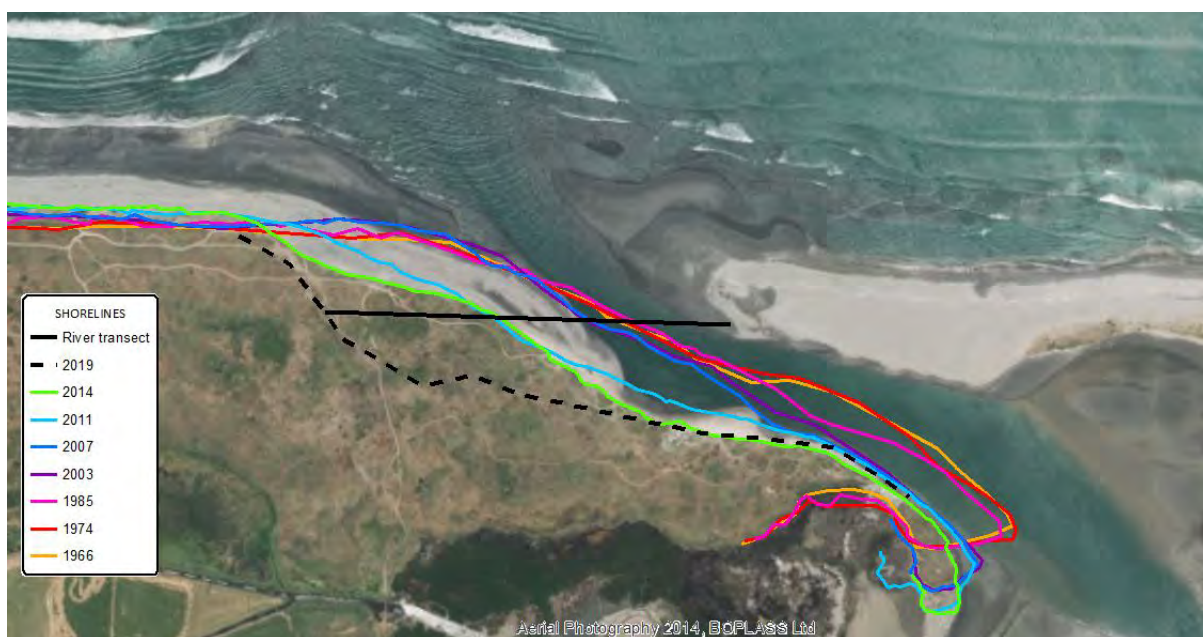 SHORELINES
River transect
2019
2014
2011
2007
2003
1985
1974
1966
Aerial Photography 2014, BOPLASS Ltd